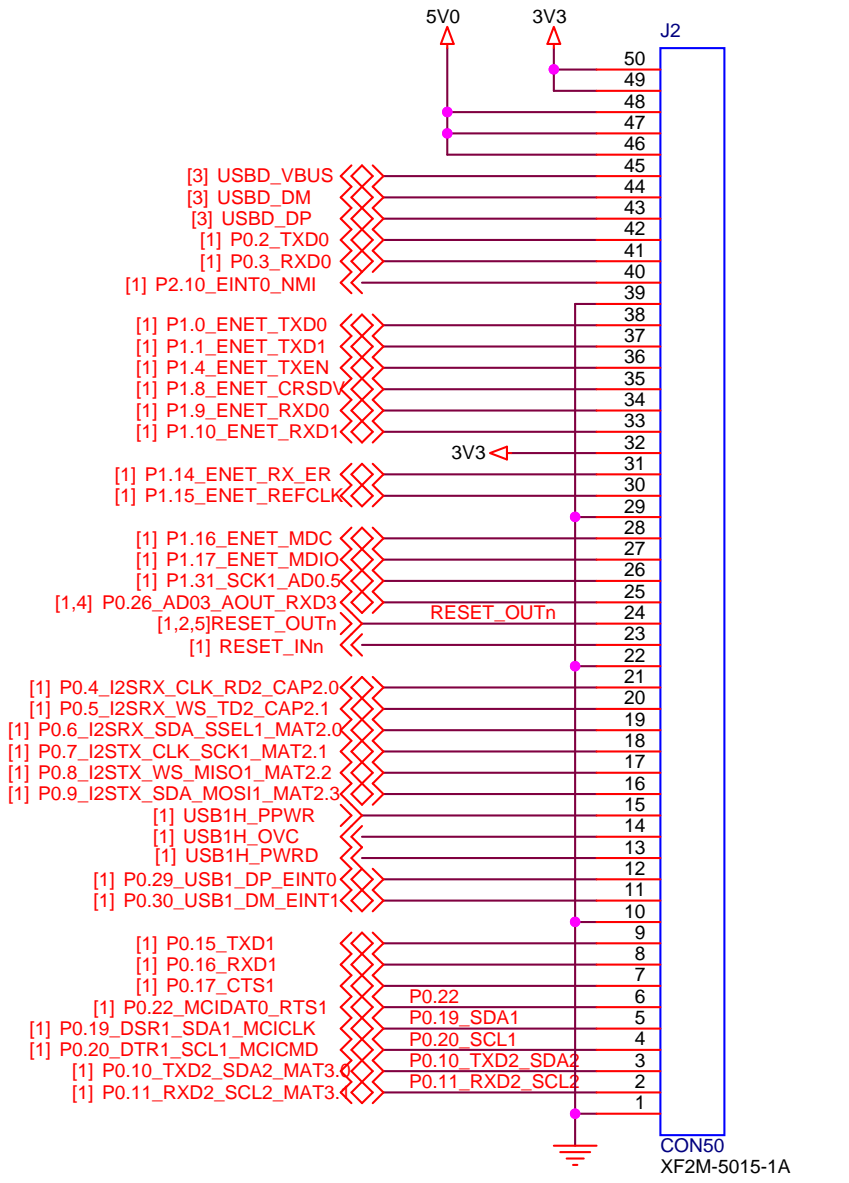 5V0 3V3
J2
50
49
48
47
46
[3] USBD_VBUS 45
[3] USBD_DM 44
[3] USBD_DP 43
[1] P0.2_TXD0 42
[1] P0.3_RXD0 41
[1] P2.10_EINT0_NMI 40
39
[1] P1.0_ENET_TXD0 38
[1] P1.1_ENET_TXD1 37
[1] P1.4_ENET_TXEN 36
[1] P1.8_ENET_CRSDV 35
[1] P1.9_ENET_RXD0 34
[1] P1.10_ENET_RXD1 33
3V3 32
[1] P1.14_ENET_RX_ER 31
[1] P1.15_ENET_REFCLK 30
29
[1] P1.16_ENET_MDC 28
[1] P1.17_ENET_MDIO 27
[1] P1.31_SCK1_AD0.5 26
[1,4] P0.26_AD03_AOUT_RXD3 25
[1,2,5]RESET_OUTn RESET_OUTn 24
[1] RESET_INn 23
22
[1] P0.4_I2SRX_CLK_RD2_CAP2.0 21
[1] P0.5_I2SRX_WS_TD2_CAP2.1 20
[1] P0.6_I2SRX_SDA_SSEL1_MAT2.0 19
[1] P0.7_I2STX_CLK_SCK1_MAT2.1 18
[1] P0.8_I2STX_WS_MISO1_MAT2.2 17
[1] P0.9_I2STX_SDA_MOSI1_MAT2.3 16
[1] USB1H_PPWR 15
[1] USB1H_OVC 14
[1] USB1H_PWRD 13
[1] P0.29_USB1_DP_EINT0 12
[1] P0.30_USB1_DM_EINT1 11
10
[1] P0.15_TXD1 9
[1] P0.16_RXD1 8
[1] P0.17_CTS1 7
[1] P0.22_MCIDAT0_RTS1 P0.22 6
[1] P0.19_DSR1_SDA1_MCICLK P0.19_SDA1 5
[1] P0.20_DTR1_SCL1_MCICMD P0.20_SCL1 4
[1] P0.10_TXD2_SDA2_MAT3.0 P0.10_TXD2_SDA2 3
[1] P0.11_RXD2_SCL2_MAT3.1 P0.11_RXD2_SCL2 2
1
CON50
XF2M-5015-1A